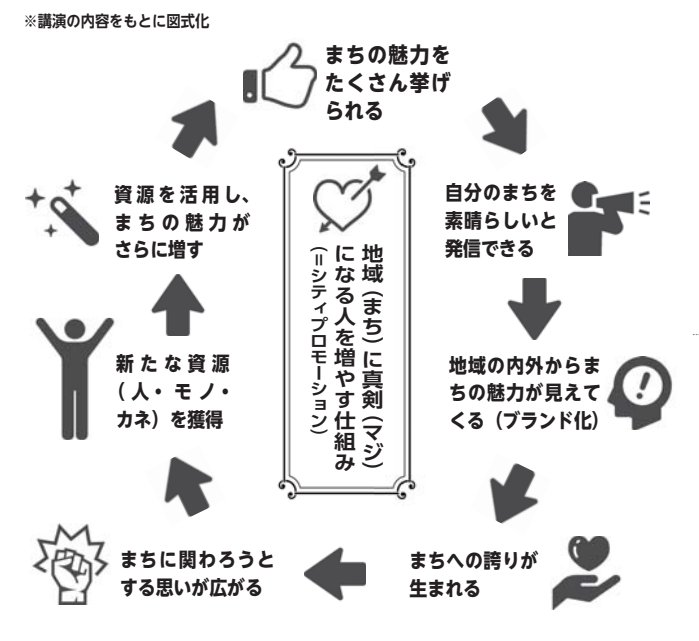 ※講演の内容をもとに図式化
まちの魅力を
たくさん挙げ
られる
自分のまちを
素晴らしいと
発信できる
地域の内外からま
ちの魅力が見えて
くる（ブランド化）
まちへの誇りが
生まれる
まちに関わろうと
する思いが広がる
新たな資源
（人・モノ・
カネ）を獲得
資源を活用し、
まちの魅力が
さらに増す
地域（まち）に真剣（マジ）
になる人を増やす仕組み
（＝シティプロモーション）